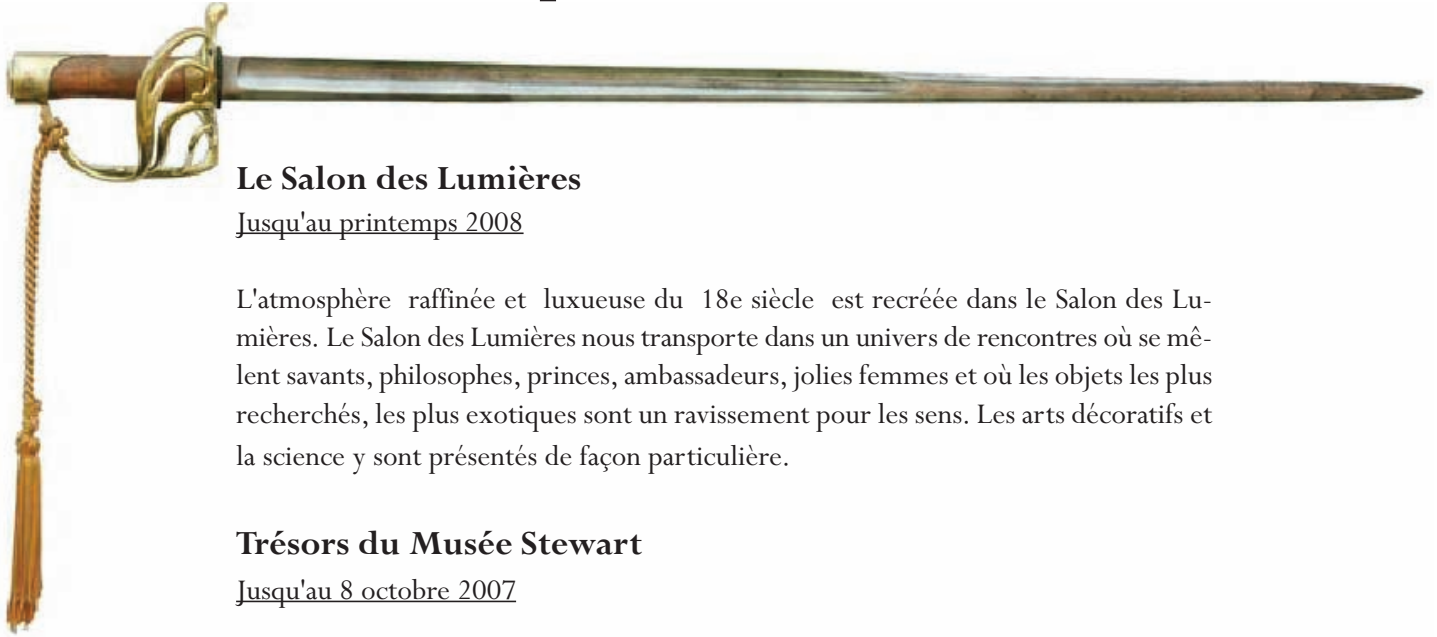 Le Salon des Lumières
Jusqu'au printemps 2008
L'atmosphère raffinée et luxueuse du 18e siècle est recréée dans le Salon des Lu-
mières. Le Salon des Lumières nous transporte dans un univers de rencontres où se mê-
lent savants, philosophes, princes, ambassadeurs, jolies femmes et où les objets les plus
recherchés, les plus exotiques sont un ravissement pour les sens. Les arts décoratifs et
la science y sont présentés de façon particulière.
Trésors du Musée Stewart
Jusqu'au 8 octobre 2007